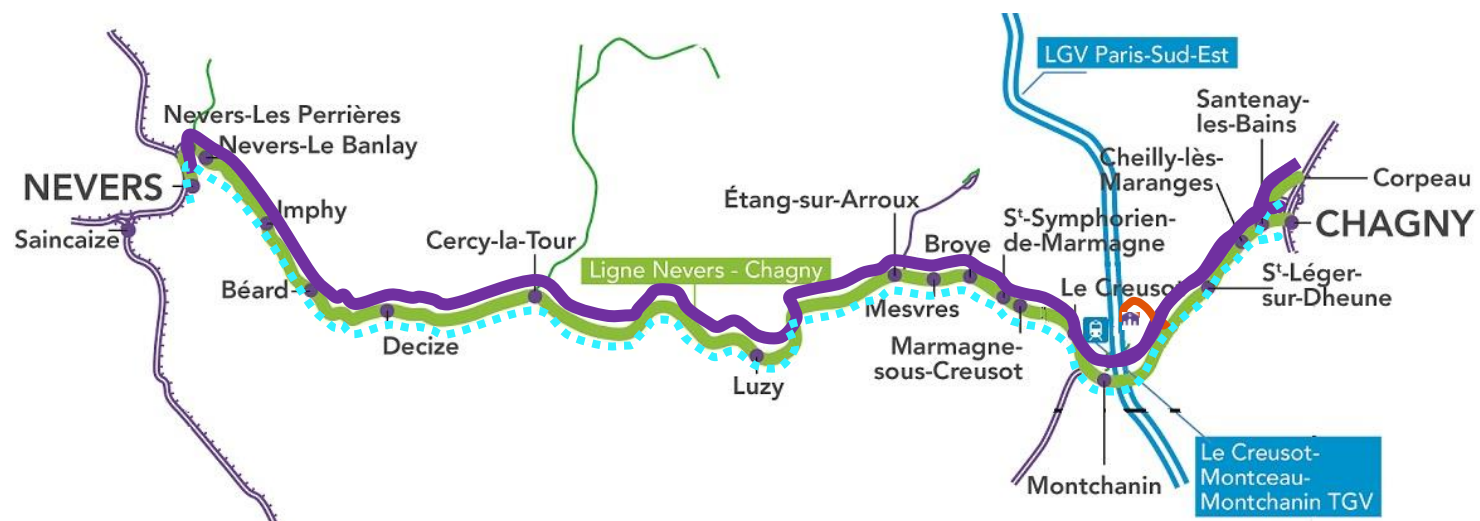 LGV Paris-Sud-Est
Santenay-
les-Bains
Nevers-Les Perrières
Nevers-Le Banlay
Cheilly-lès-
Maranges
Corpeau
NEVERS
Étang-sur-Arroux
Imphy
Sᵗ-Symphorien-
de-Marmagne
CHAGNY
Saincaize
Cercy-la-Tour
Broye
Ligne Nevers - Chagny
Sᵗ-Léger-
sur-Dheune
Béard
Le Creusot
Mesvres
Decize
Marmagne-
sous-Creusot
Luzy
Le Creusot-
Montceau-
Montchanin TGV
Montchanin